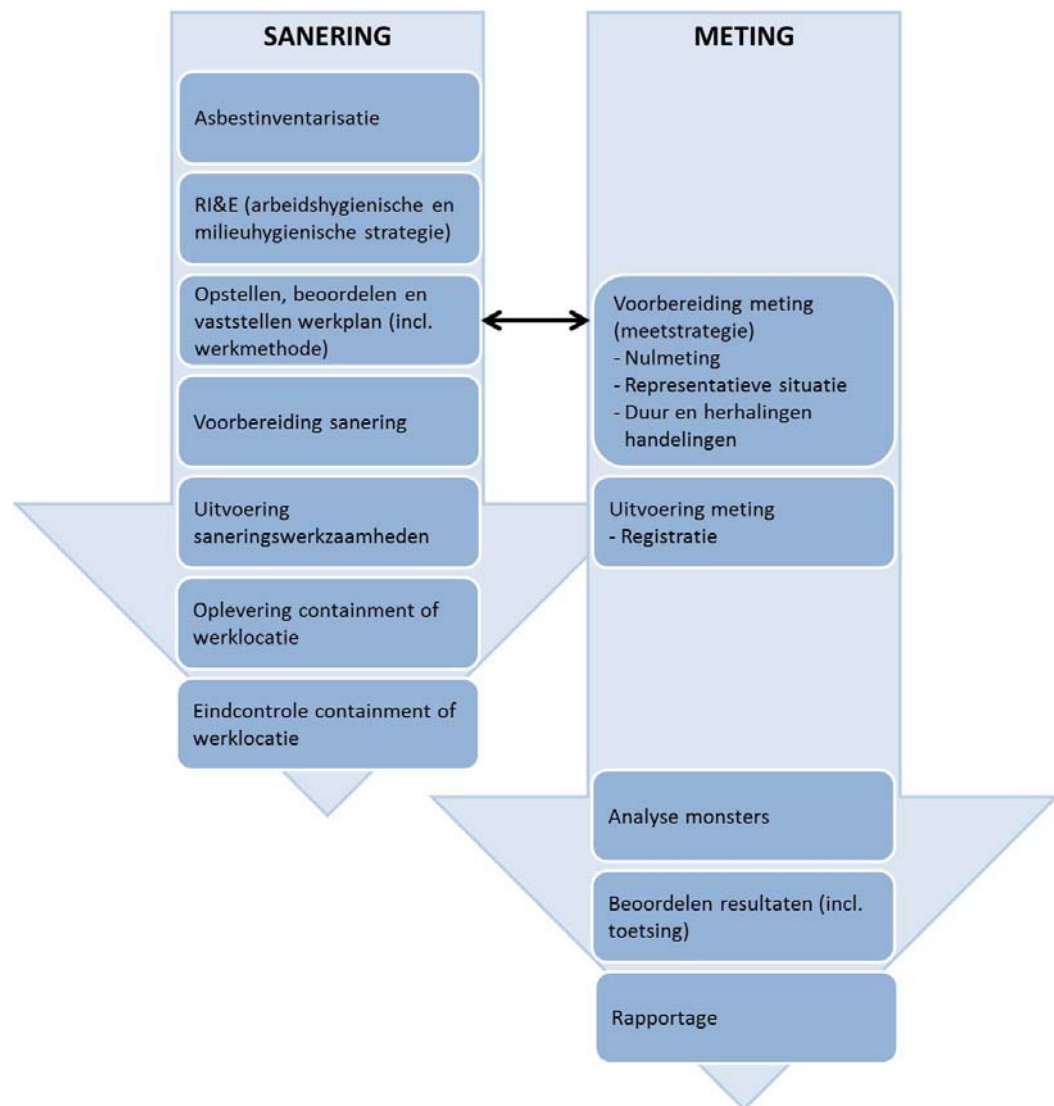 SANERING
Asbestinventarisatie
RI&E (arbeidshygienische en
milieuhygienische strategie)
Opstellen, beoordelen en
vaststellen werkplan (incl.
werkmethode)
Voorbereiding sanering
Uitvoering
saneringswerkzaamheden
Oplevering containment of
werklocatie
Eindcontrole containment of
werklocatie
METING
Voorbereiding meting
(meetstrategie)
- Nulmeting
- Representatieve situatie
- Duur en herhalingen
handelingen
Uitvoering meting
- Registratie
Analyse monsters
Beoordelen resultaten (incl.
toetsing)
Rapportage